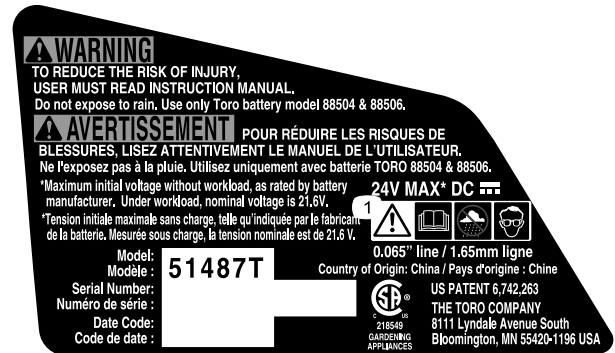 WARNING
TO REDUCE THE RISK OF INJURY,
USER MUST READ INSTRUCTION MANUAL.
Do not expose to rain. Use only Toro battery model 88504 & 88506.
AVERTISSEMENT POUR RÉDUIRE LES RISQUES DE
BLESSURES, LISEZ ATTENTIVEMENT LE MANUEL DE L'UTILISATEUR.
Ne l'exposez pas à la pluie. Utilisez uniquement avec batterie TORO 88504 & 88506.
*Maximum initial voltage without workload, as rated by battery
manufacturer. Under workload, nominal voltage is 21.6V.
*Tension initiale maximale sans charge, telle qu'indiquée par le fabricant
de la batterie. Mesurée sous charge, la tension nominale est de 21.6 V.
24V MAX* DC
1
0.065" line / 1.65mm ligne
Country of Origin: China / Pays d'origine : Chine
Model:
Modèle :
51487T
Serial Number:
Numéro de série :
Date Code:
Code de date :
SA
®
C US
218549
GARDENING
APPLIANCES
US PATENT 6,742,263
THE TORO COMPANY
8111 Lyndale Avenue South
Bloomington, MN 55420-1196 USA